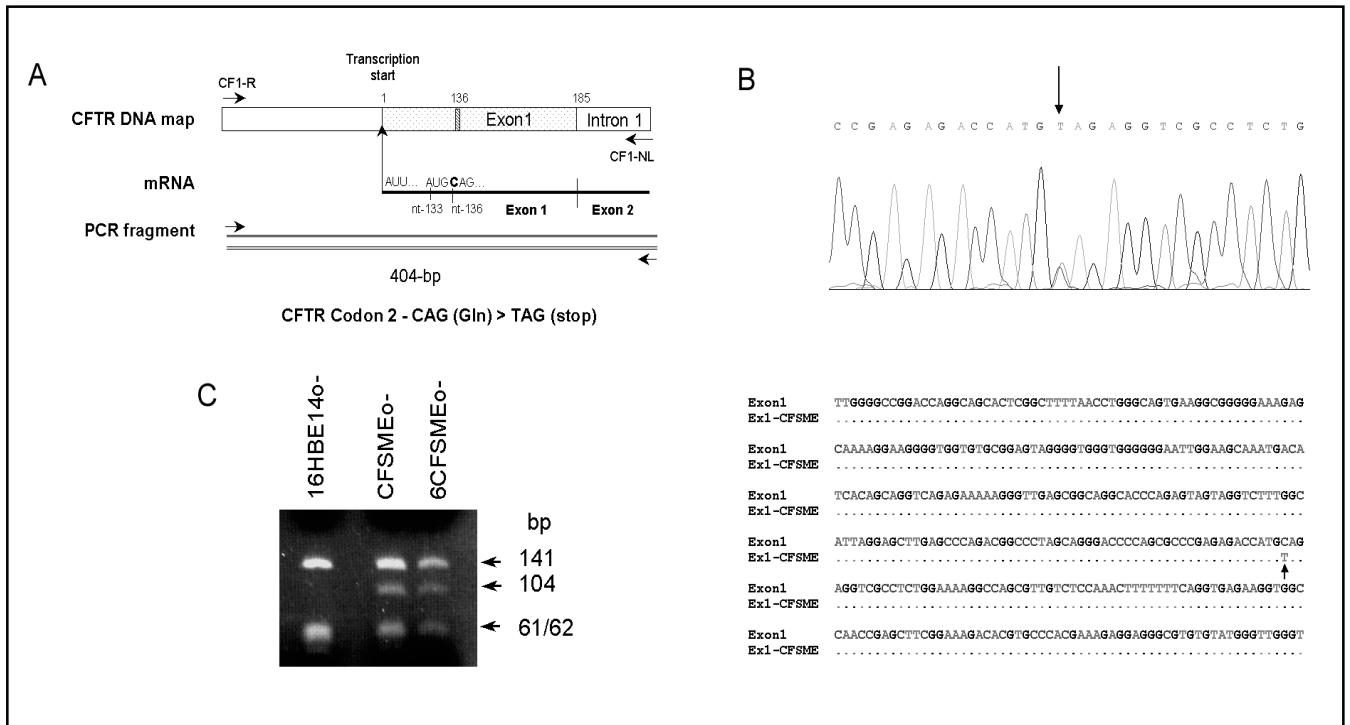 A
Transcription
start
CF1-R
1 136 185
CFTR DNA map
Exon1
Intron 1
CF1-NL
mRNA
AUU... AUGCAG...
nt-133 nt-136 Exon 1 Exon 2
PCR fragment
404-bp
CFTR Codon 2 - CAG (Gln) > TAG (stop)
B
C C G A G A G A C C A T G T A G A G G T C G C C T C T G
C
16HBE14o-
CFSMEo-
6CFSMEo-
bp
141
104
61/62
Exon1 TTGGGGCCGGACCAGGCAGCACTCGGCTTTTAACCTGGGCAGTGAAGGCGGGGGAAAGAG
Ex1-CFSME ............................................................
Exon1 CAAAAGGAAGGGGTGGTGTGCGGAGTAGGGGTGGGTGGGGGGAATTGGAAGCAAATGACA
Ex1-CFSME ............................................................
Exon1 TCACAGCAGGTCAGAGAAAAAGGGTTGAGCGGCAGGCACCCAGAGTAGTAGGTCTTTGGC
Ex1-CFSME ............................................................
Exon1 ATTAGGAGCTTGAGCCCAGACGGCCCTAGCAGGGACCCCAGCGCCCGAGAGACCATGCAG
Ex1-CFSME .........................................................T..
Exon1 AGGTCGCCTCTGGAAAAGGCCAGCGTTGTCTCCAAACTTTTTTTCAGGTGAGAAGGTGGC
Ex1-CFSME ............................................................
Exon1 CAACCGAGCTTCGGAAAGACACGTGCCCACGAAAGAGGAGGGCGTGTGTATGGGTTGGGT
Ex1-CFSME ............................................................